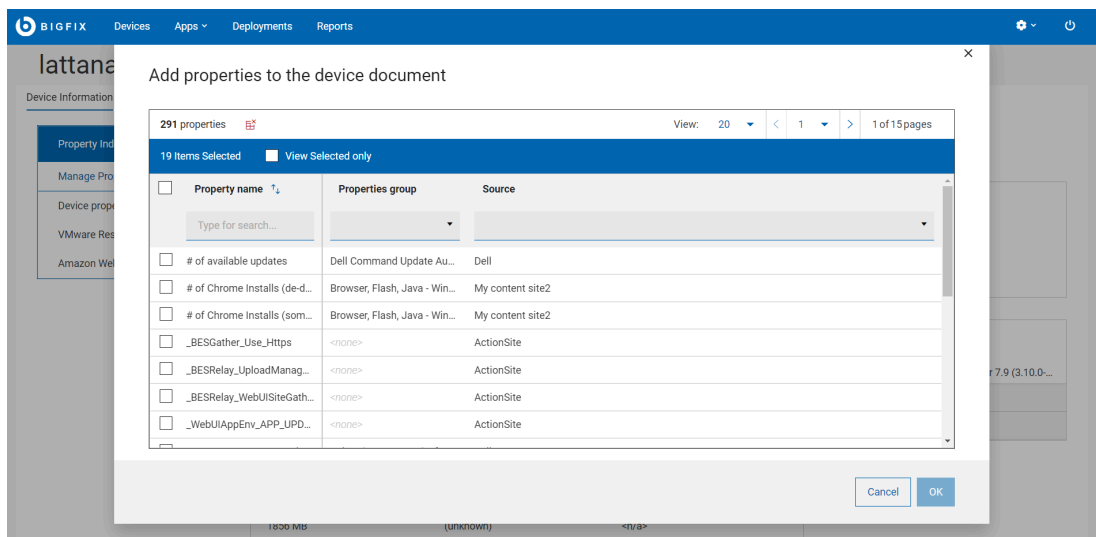 BIGFIX Devices Apps Deployments Reports
lattana
Add properties to the device document
Device Information
291 properties View: 20 1 1 of 15 pages
Property Ind
19 Items Selected View Selected only
Manage Pro
Property name Properties group Source
Device prope
Type for search...
VMware Res
Amazon Wel
# of available updates Dell Command Update Au... Dell
# of Chrome Installs (de-d... Browser, Flash, Java - Win... My content site2
# of Chrome Installs (som... Browser, Flash, Java - Win... My content site2
_BESGather_Use_Https <none> ActionSite
_BESRelay_UploadManag... <none> ActionSite
r 7.9 (3.10.0-...
_BESRelay_WebUISiteGath... <none> ActionSite
_WebUIAppEnv_APP_UPD... <none> ActionSite
Cancel OK
1856 MB (unknown) <n/a>